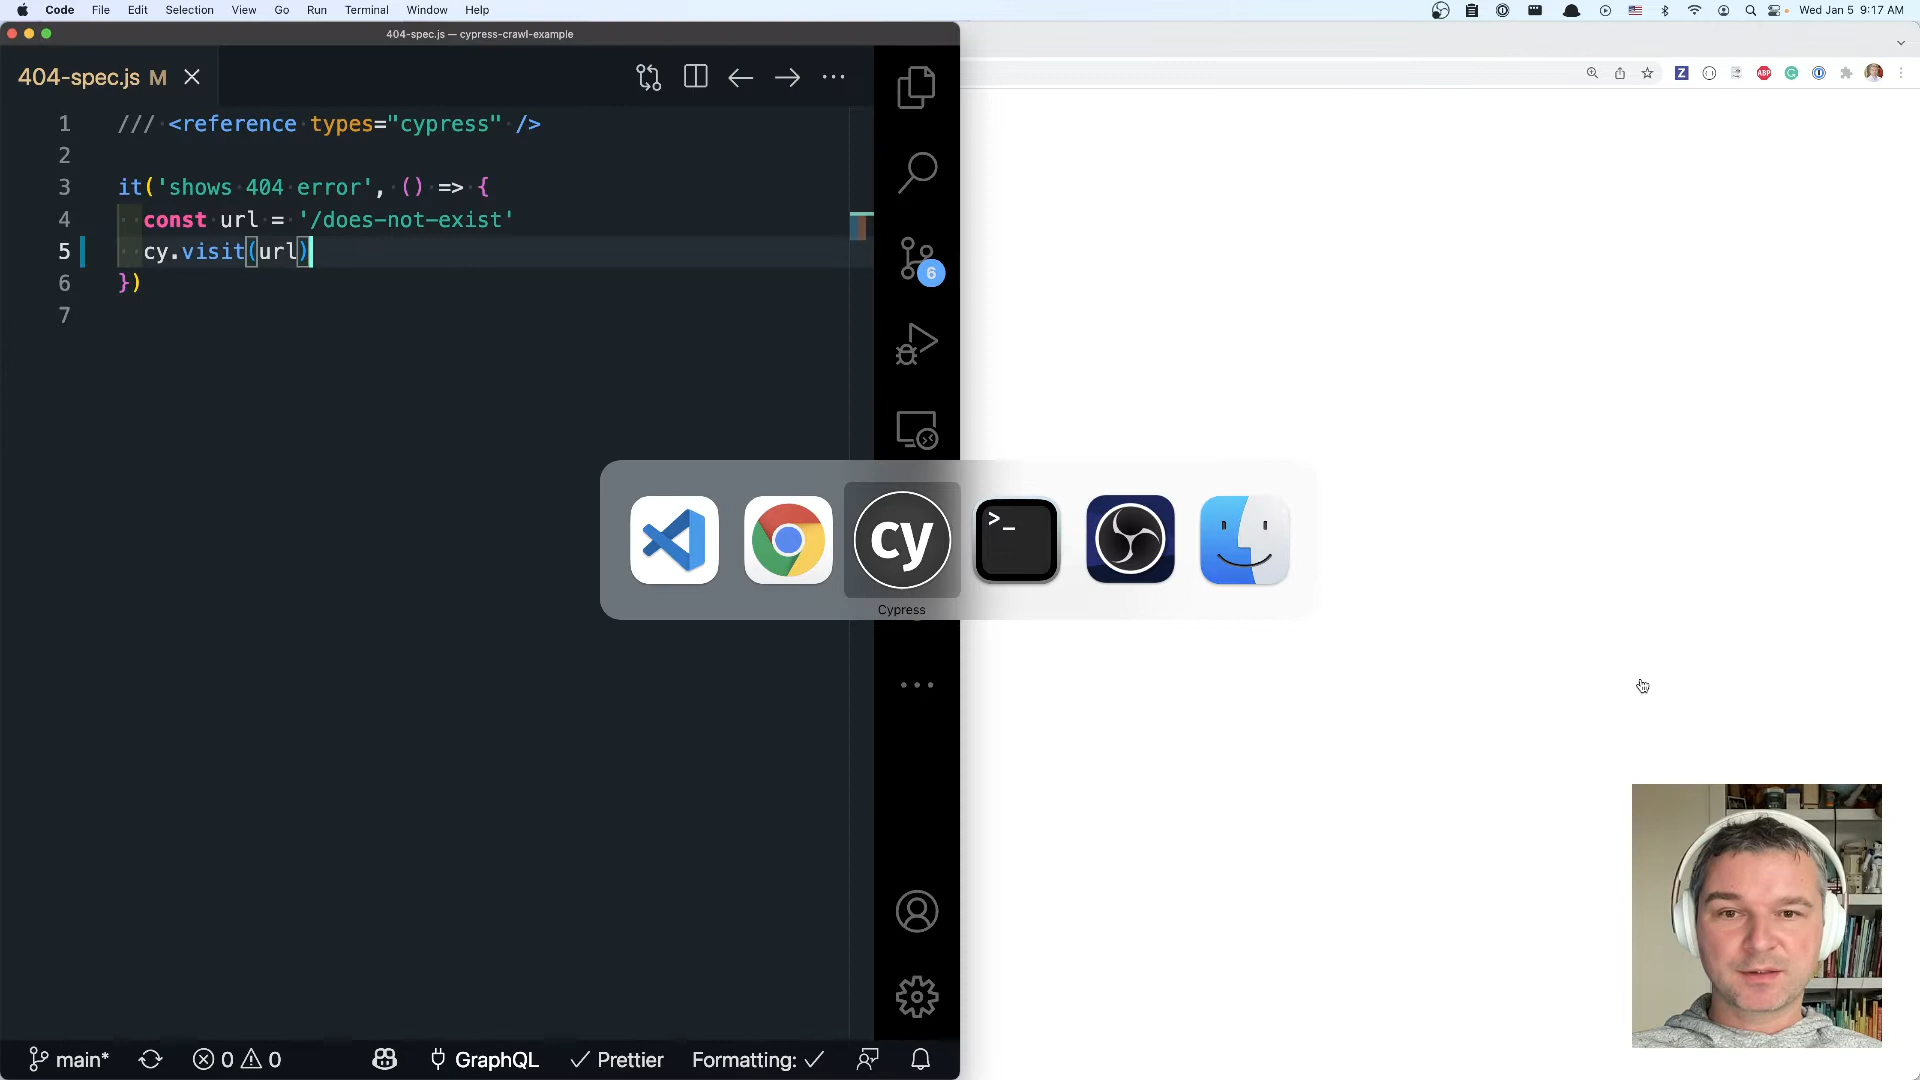 Code File Edit Selection View Go Run Terminal Window Help
Wed Jan 5 9:17 AM
404-spec.js — cypress-crawl-example
404-spec.js M
1 /// <reference types="cypress" />
2
3 it('shows 404 error', () => {
4 const url = '/does-not-exist'
5 cy.visit(url)
6 })
7
6
Z
ABP
cy
>_
Cypress
main*
0 0
GraphQL
Prettier
Formatting: